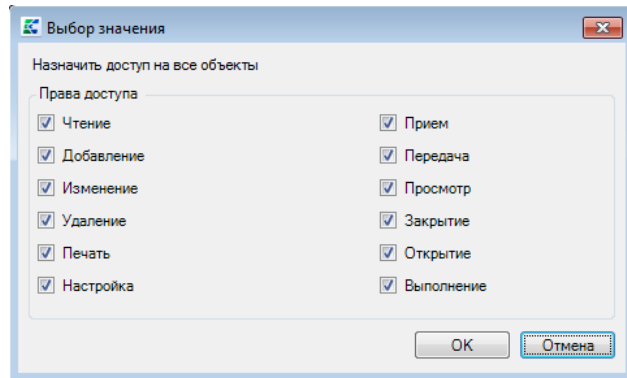 Выбор значения
Назначить доступ на все объекты
Права доступа
Чтение
Прием
Добавление
Передача
Изменение
Просмотр
Удаление
Закрытие
Печать
Открытие
Настройка
Выполнение
OK
Отмена